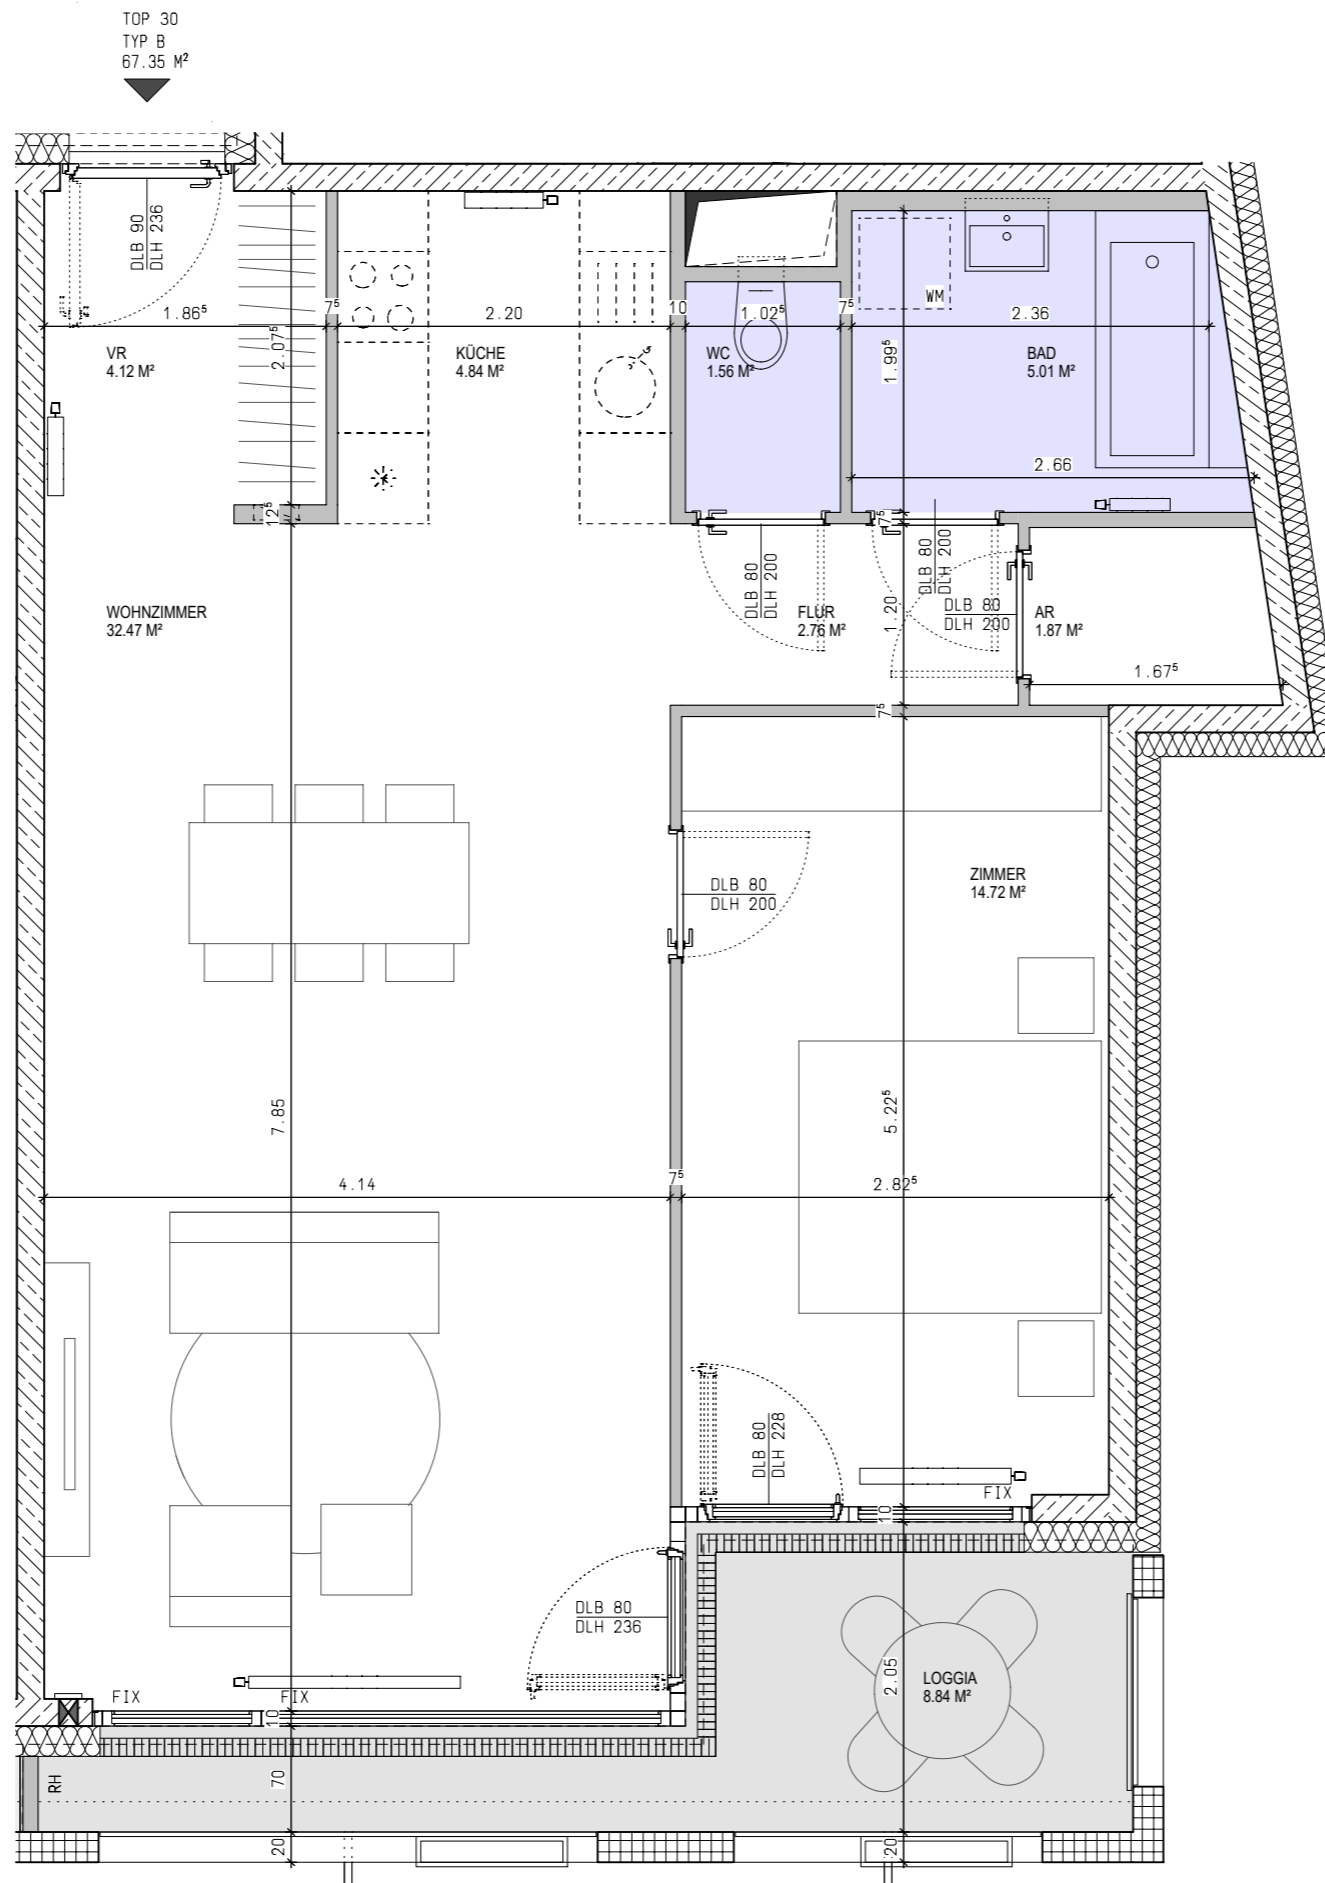 TOP 30
TYP B
67.35 M²
DLB 90
DLH 236
1.86⁵
7⁵
2.20
10
1.02⁵
7⁵
2.36
WM
2.07⁵
VR
4.12 M²
KÜCHE
4.84 M²
WC
1.56 M²
1.99⁵
BAD
5.01 M²
2.66
12⁵
7⁵
DLB 80
DLH 200
DLB 80
DLH 200
WOHNZIMMER
32.47 M²
FLUR
2.76 M²
1.20
DLB 80
DLH 200
AR
1.87 M²
1.67⁵
7⁵
DLB 80
DLH 200
ZIMMER
14.72 M²
7.85
5.22⁵
4.14
7⁵
2.82⁵
DLB 80
DLH 228
FIX
10
DLB 80
DLH 236
FIX
FIX
10
2.05
LOGGIA
8.84 M²
RH
70
20
20